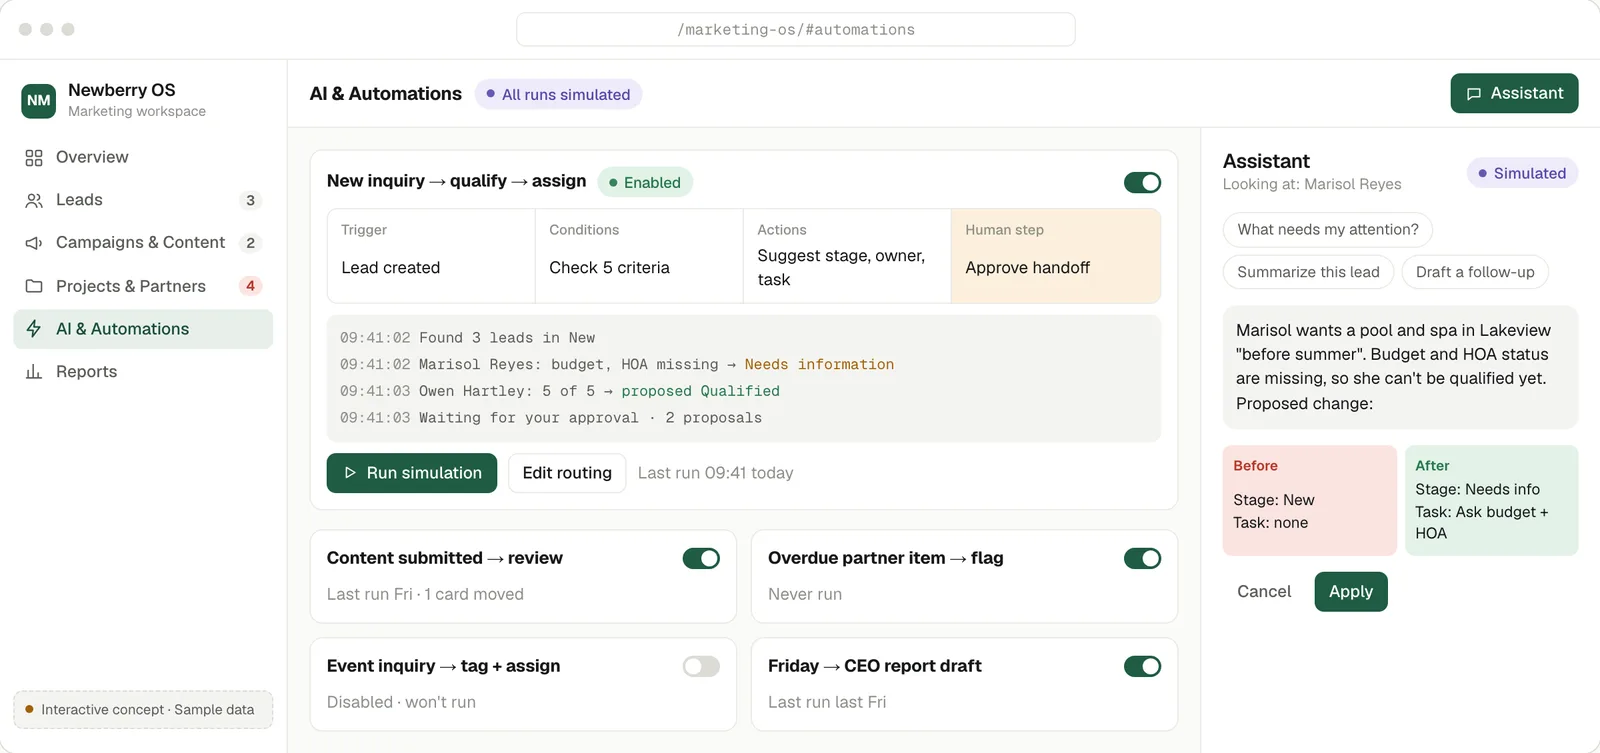 /marketing-os/#automations
NM
Newberry OS
Marketing workspace
Overview
Leads 3
Campaigns & Content 2
Projects & Partners 4
AI & Automations
Reports
Interactive concept · Sample data
AI & Automations
All runs simulated
Assistant
New inquiry → qualify → assign
Enabled
Trigger
Lead created
Conditions
Check 5 criteria
Actions
Suggest stage, owner,
task
Human step
Approve handoff
09:41:02 Found 3 leads in New
09:41:02 Marisol Reyes: budget, HOA missing → Needs information
09:41:03 Owen Hartley: 5 of 5 → proposed Qualified
09:41:03 Waiting for your approval · 2 proposals
Run simulation
Edit routing
Last run 09:41 today
Content submitted → review
Last run Fri · 1 card moved
Overdue partner item → flag
Never run
Event inquiry → tag + assign
Disabled · won't run
Friday → CEO report draft
Last run last Fri
Assistant
Looking at: Marisol Reyes
Simulated
What needs my attention?
Summarize this lead
Draft a follow-up
Marisol wants a pool and spa in Lakeview
"before summer". Budget and HOA status
are missing, so she can't be qualified yet.
Proposed change:
Before
Stage: New
Task: none
After
Stage: Needs info
Task: Ask budget +
HOA
Cancel
Apply